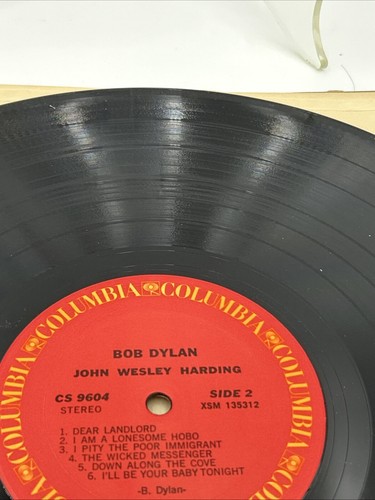 COLUMBIA COLUMBIA COLUMBIA COLUMBIA COLUMBIA
BOB DYLAN
JOHN WESLEY HARDING
CS 9604 SIDE 2
STEREO XSM 135312
1. DEAR LANDLORD
2. I AM A LONESOME HOBO
3. I PITY THE POOR IMMIGRANT
4. THE WICKED MESSENGER
5. DOWN ALONG THE COVE
6. I'LL BE YOUR BABY TONIGHT
-B. Dylan-